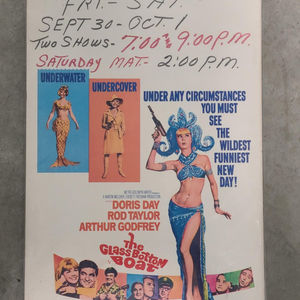 FRI.- SAT.
SEPT 30 - OCT. 1
TWO SHOWS- 7:00 & 9:00 P.M.
SATURDAY MAT- 2:00 P.M.
UNDERWATER
UNDERCOVER
UNDER ANY CIRCUMSTANCES
YOU MUST
SEE
THE
WILDEST
FUNNIEST
NEW
DAY!
DORIS DAY
ROD TAYLOR
ARTHUR GODFREY
The
Glass Bottom
Boat